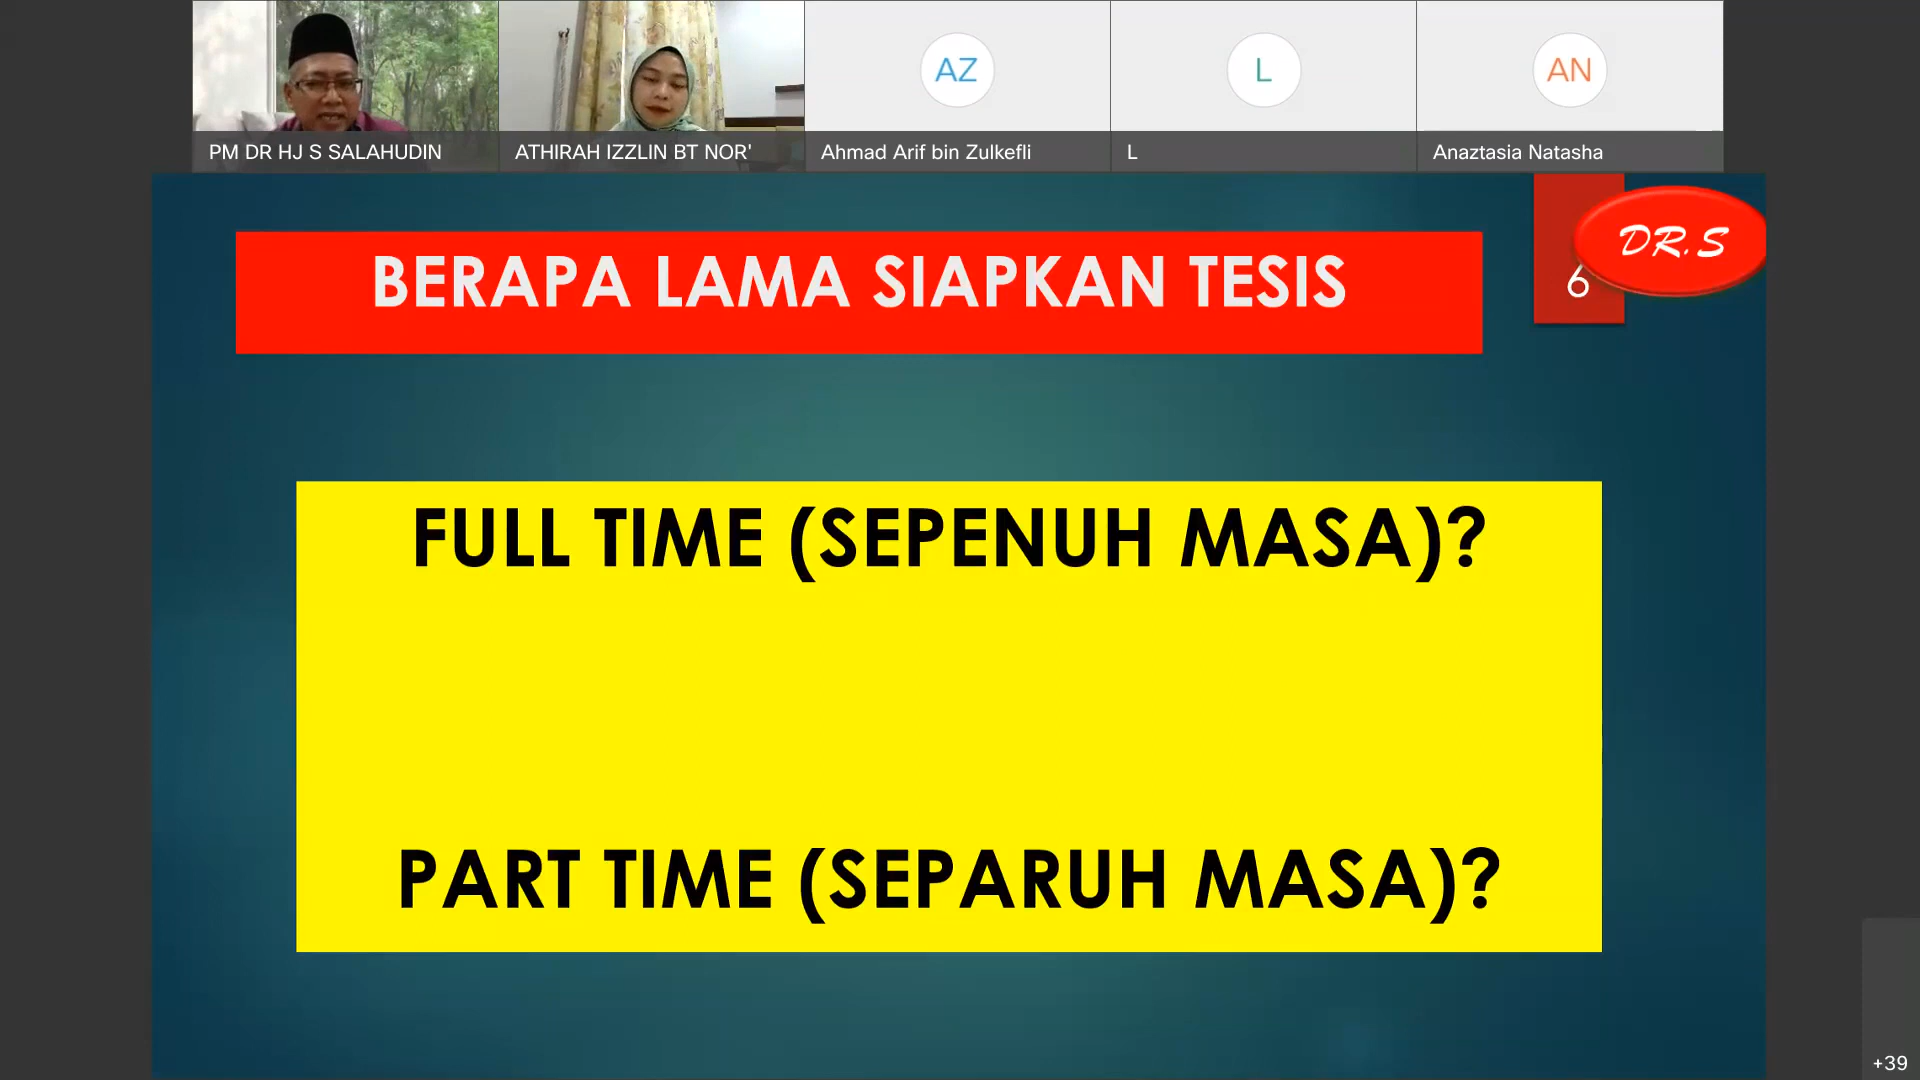 AZ
L
AN
PM DR HJ S SALAHUDIN
ATHIRAH IZZLIN BT NOR'
Ahmad Arif bin Zulkefli
L
Anaztasia Natasha
BERAPA LAMA SIAPKAN TESIS
DR.S
6
FULL TIME (SEPENUH MASA)?
PART TIME (SEPARUH MASA)?
+39